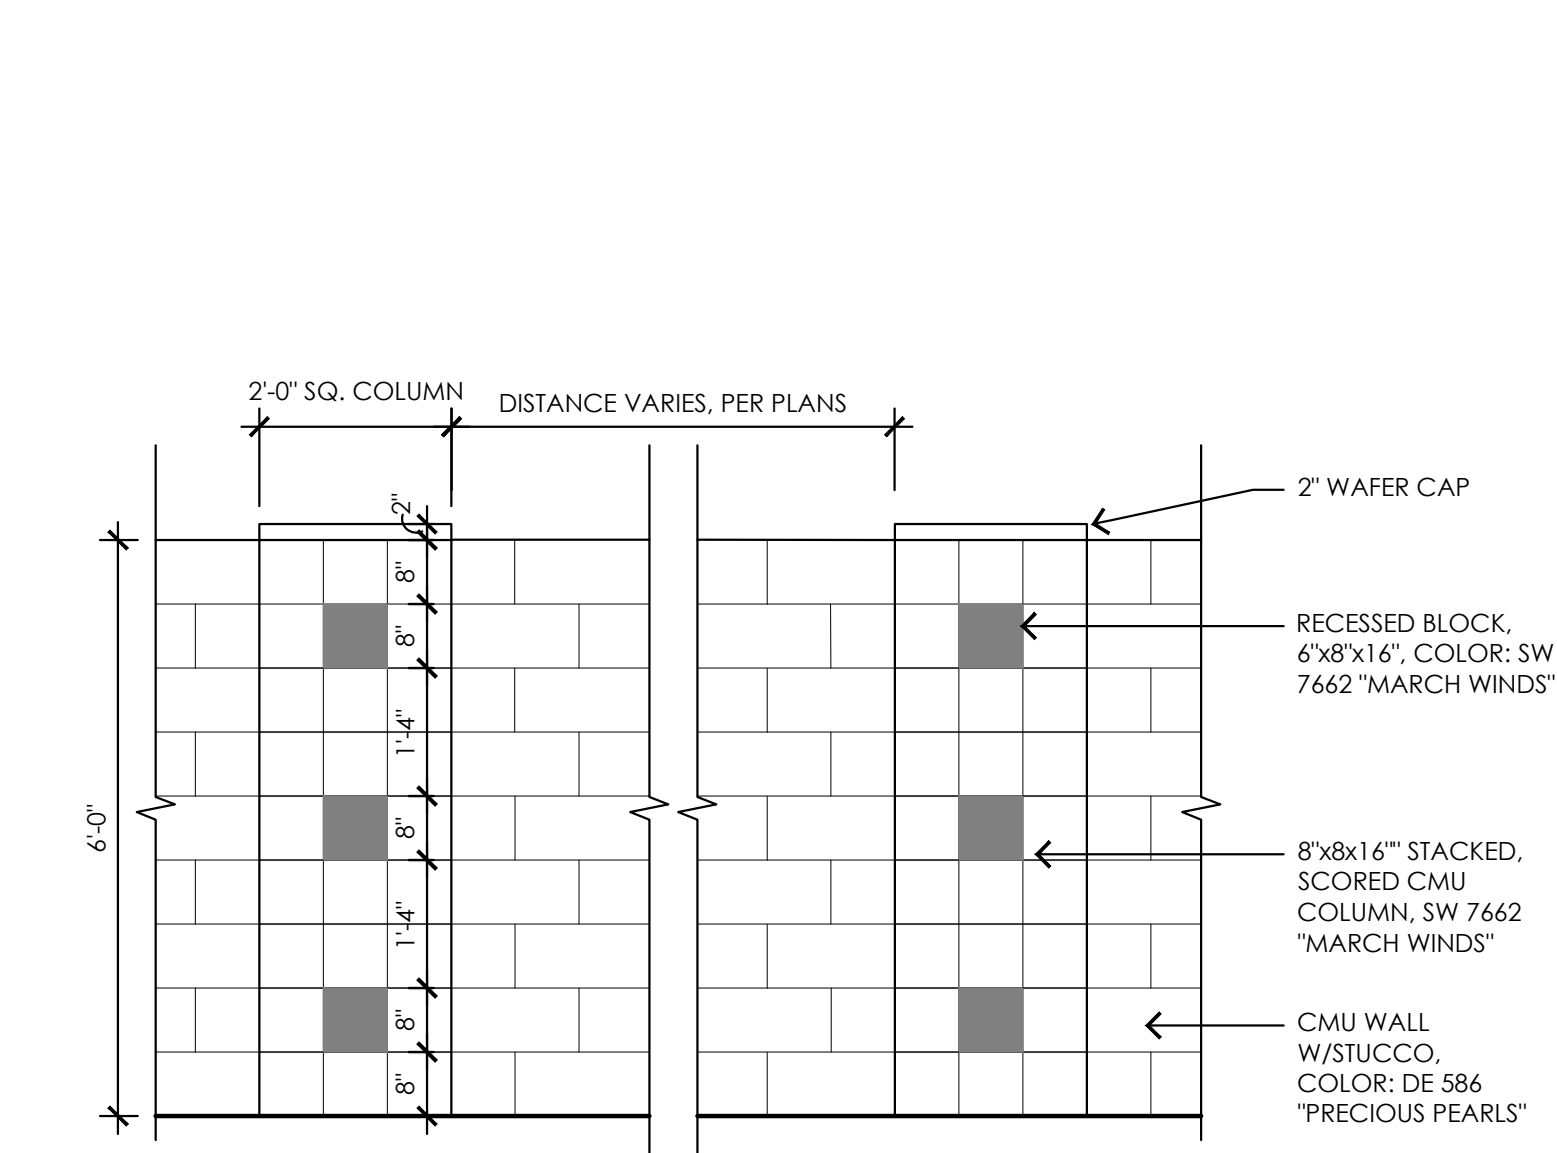 2'-0" SQ. COLUMN
DISTANCE VARIES, PER PLANS
2"
8"
8"
1'-4"
8"
1'-4"
8"
8"
6'-0"
2" WAFER CAP
RECESSED BLOCK,
6"x8"x16", COLOR: SW
7662 "MARCH WINDS"
8"x8x16"" STACKED,
SCORED CMU
COLUMN, SW 7662
"MARCH WINDS"
CMU WALL
W/STUCCO,
COLOR: DE 586
"PRECIOUS PEARLS"